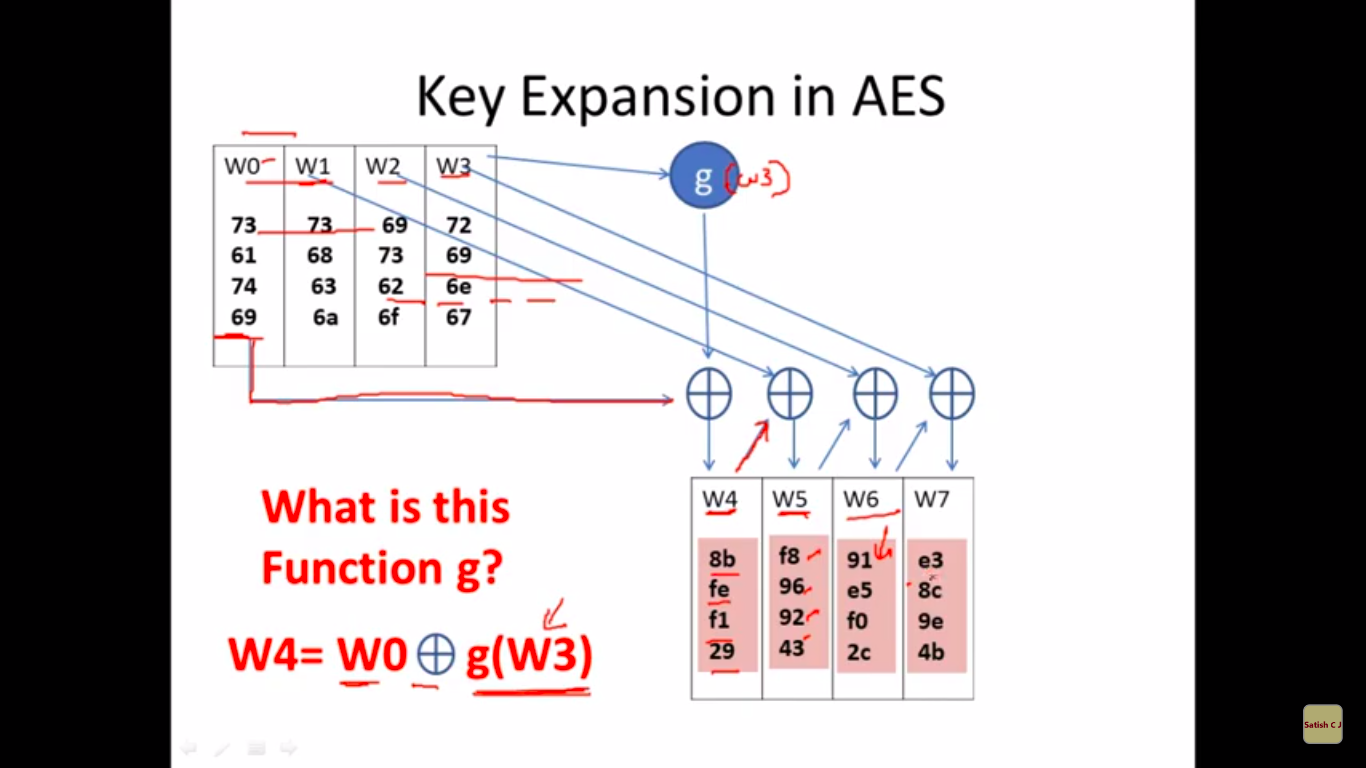 Key Expansion in AES
W0 W1 W2 W3
73 73 69 72
61 68 73 69
74 63 62 6e
69 6a 6f 67
g (w3)
W4 W5 W6 W7
8b f8 91 e3
fe 96 e5 8c
f1 92 f0 9e
29 43 2c 4b
What is this
Function g?
W4= W0 ⊕ g(W3)
Satish C J